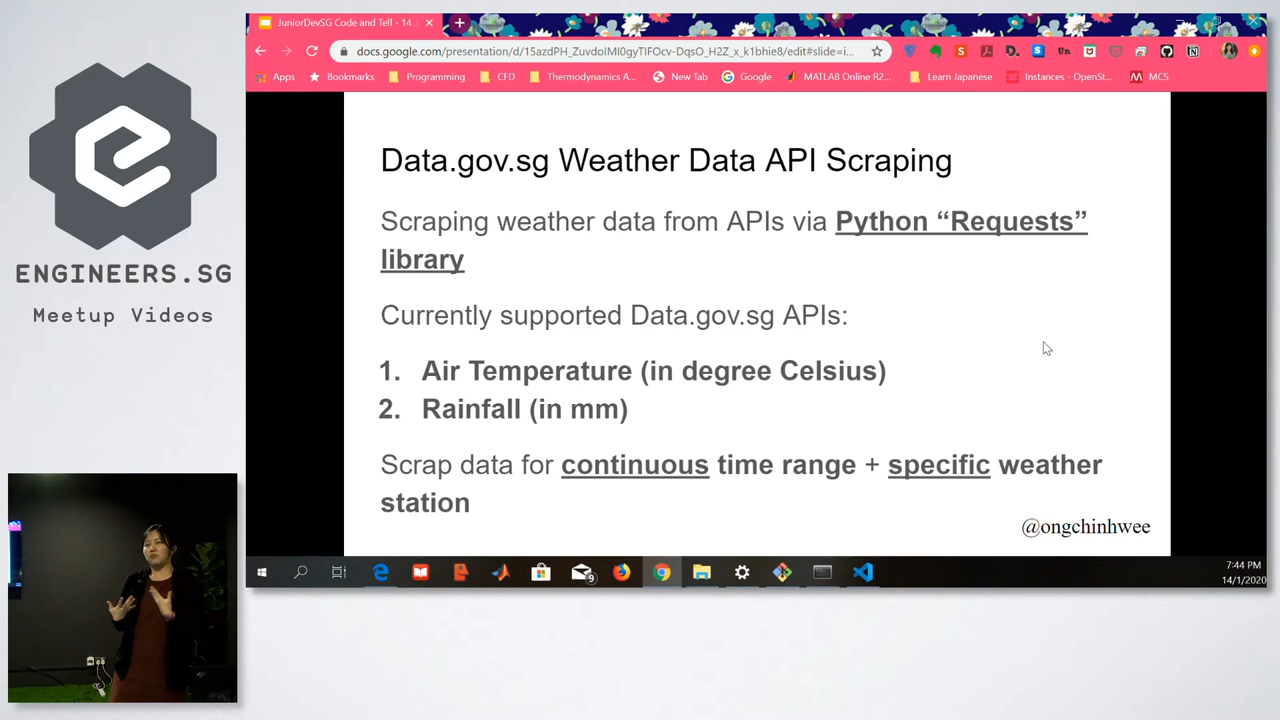 JuniorDevSG Code and Tell - 14
docs.google.com/presentation/d/15azdPH_ZuvdoIMI0gyTIFOcv-DqsO_H2Z_x_k1bhie8/edit#slide=i...
Apps Bookmarks Programming CFD Thermodynamics A... New Tab Google MATLAB Online R2... Learn Japanese Instances - OpenSt... MCS
ENGINEERS.SG
Meetup Videos
Data.gov.sg Weather Data API Scraping
Scraping weather data from APIs via Python “Requests”
library
Currently supported Data.gov.sg APIs:
1. Air Temperature (in degree Celsius)
2. Rainfall (in mm)
Scrap data for continuous time range + specific weather
station
@ongchinhwee
9
7:44 PM
14/1/2020